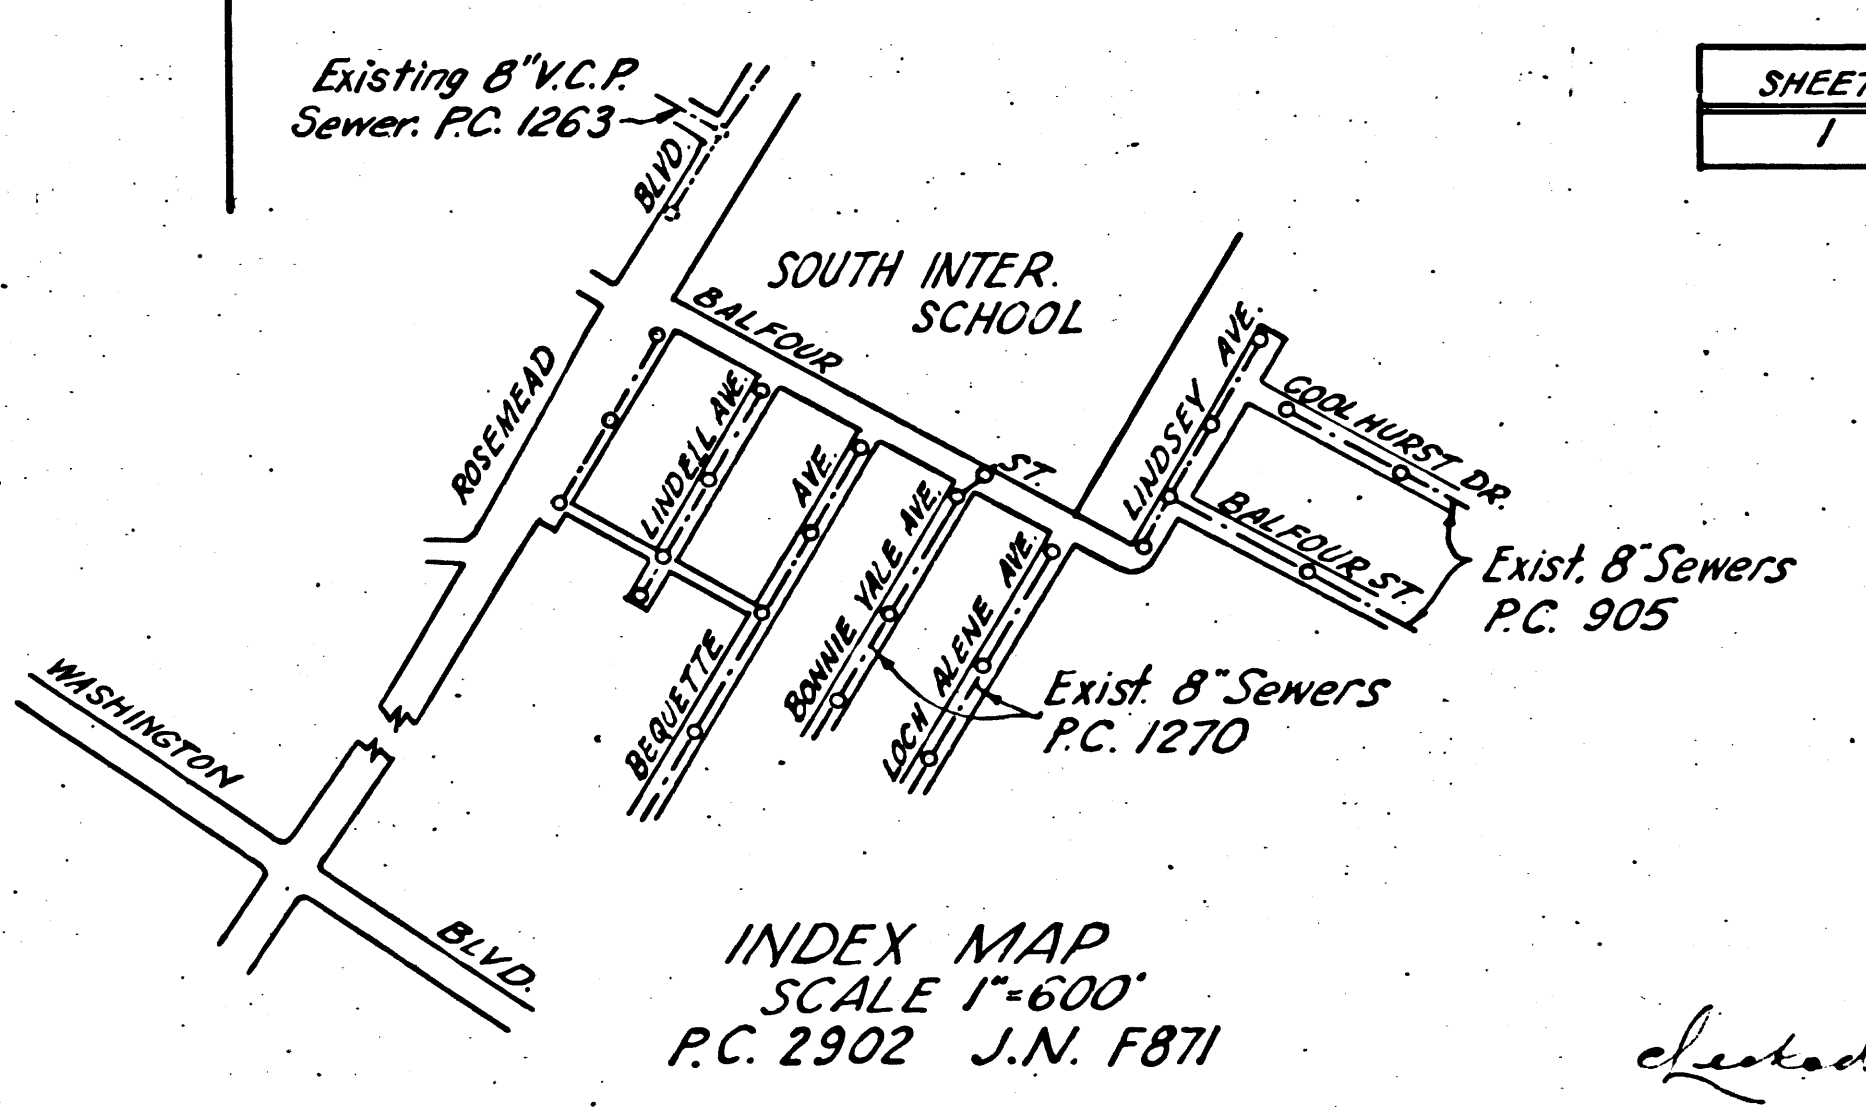 Existing 8" V.C.P.
Sewer. P.C. 1263
SHEET
1
BLVD.
SOUTH INTER.
SCHOOL
BALFOUR
ST.
ROSEMEAD
LINDELL AVE.
BEQUETTE AVE.
BONNIE VALE AVE.
LOCH ALENE AVE.
LINDSEY AVE.
COOLHURST DR.
BALFOUR ST.
Exist. 8" Sewers
P.C. 905
Exist. 8" Sewers
P.C. 1270
WASHINGTON
BLVD.
INDEX MAP
SCALE 1"=600'
P.C. 2902 J.N. F871